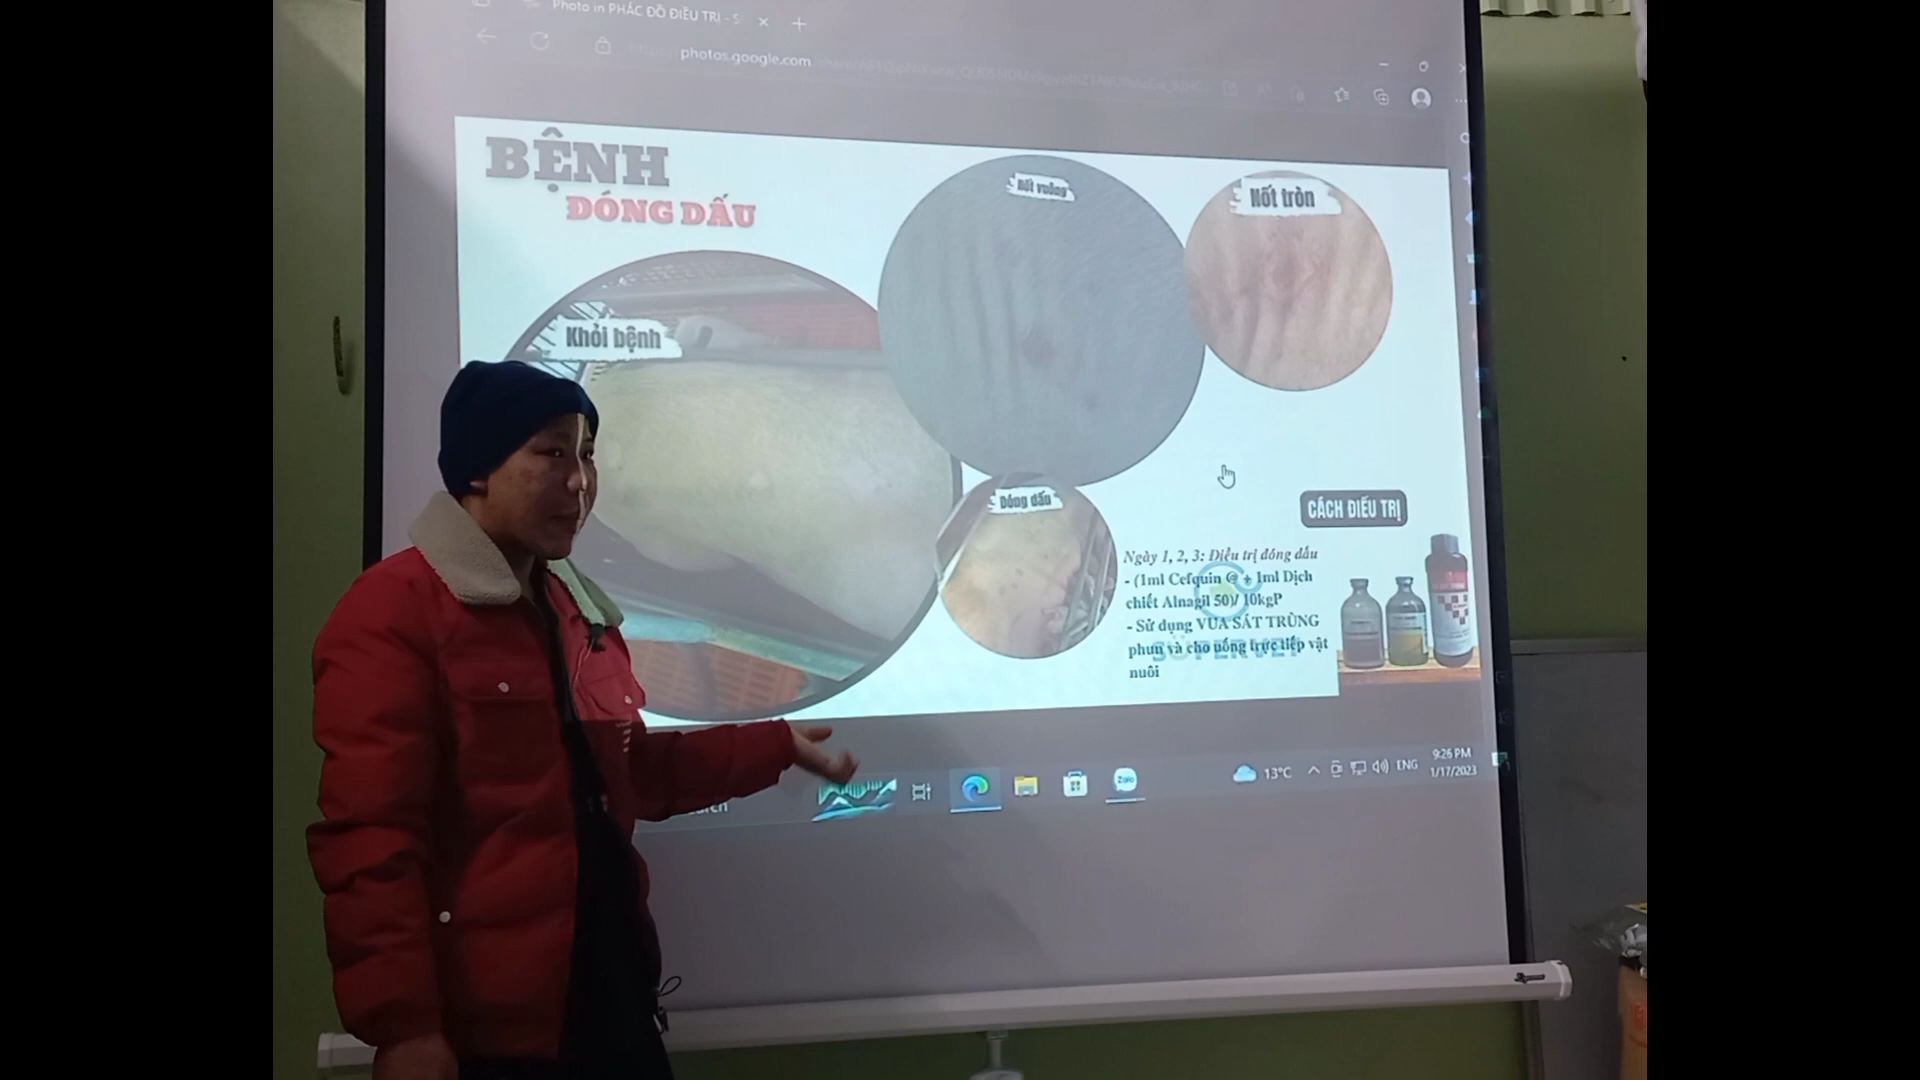 Photo in PHÁC ĐỒ ĐIỀU TRỊ - S
photos.google.com
BỆNH
ĐÓNG DẤU
Nốt tròn
Khỏi bệnh
Đóng dấu
CÁCH ĐIỀU TRỊ
Ngày 1, 2, 3: Điều trị đóng dấu
- (1ml Cefquin @ + 1ml Dịch
chiết Alnagil 50)/ 10kgP
- Sử dụng VUA SÁT TRÙNG
phun và cho uống trực tiếp vật
nuôi
SUPERVET
13°C
ENG
9:26 PM
1/17/2023
Zalo